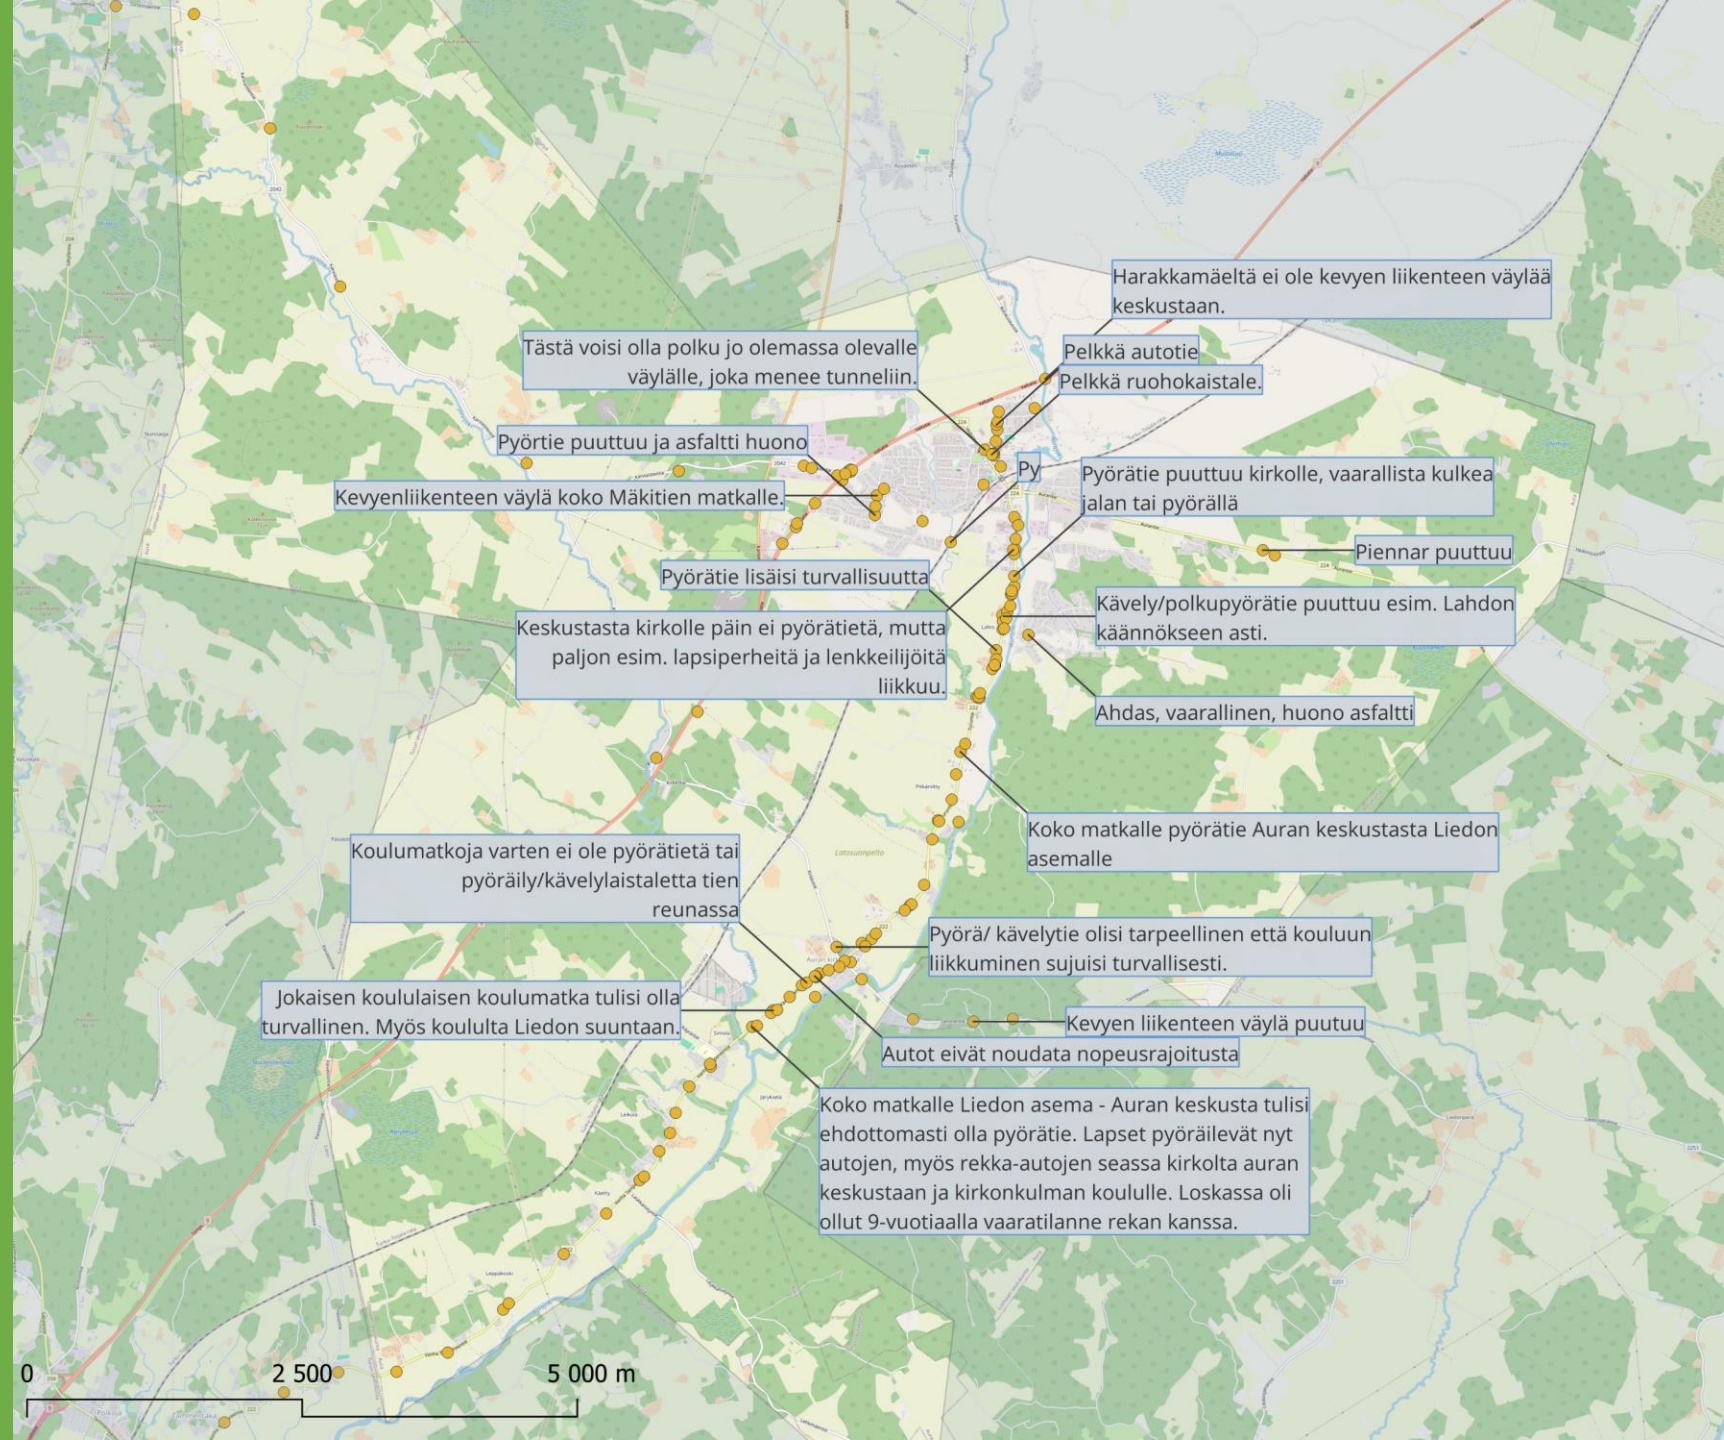 Harakkamäeltä ei ole kevyen liikenteen väylää
keskustaan.
Tästä voisi olla polku jo olemassa olevalle
väylälle, joka menee tunneliin.
Pelkkä autotie
Pelkkä ruohokaistale.
Pyörtie puuttuu ja asfaltti huono
Py
Pyörätie puuttuu kirkolle, vaarallista kulkea
jalan tai pyörällä
Kevyenliikenteen väylä koko Mäkitien matkalle.
Piennar puuttuu
Pyörätie lisäisi turvallisuutta
Kävely/polkupyörätie puuttuu esim. Lahdon
käännökseen asti.
Keskustasta kirkolle päin ei pyörätietä, mutta
paljon esim. lapsiperheitä ja lenkkeilijöitä
liikkuu.
Ahdas, vaarallinen, huono asfaltti
Koko matkalle pyörätie Auran keskustasta Liedon
asemalle
Koulumatkoja varten ei ole pyörätietä tai
pyöräily/kävelylaistaletta tien
reunassa
Pyörä/ kävelytie olisi tarpeellinen että kouluun
liikkuminen sujuisi turvallisesti.
Jokaisen koululaisen koulumatka tulisi olla
turvallinen. Myös koululta Liedon suuntaan.
Kevyen liikenteen väylä putuu
Autot eivät noudata nopeusrajoitusta
Koko matkalle Liedon asema - Auran keskusta tulisi
ehdottomasti olla pyörätie. Lapset pyöräilevät nyt
autojen, myös rekka-autojen seassa kirkolta auran
keskustaan ja kirkonkulman koululle. Loskassa oli
ollut 9-vuotiaalla vaaratilanne rekan kanssa.
0 2 500 5 000 m